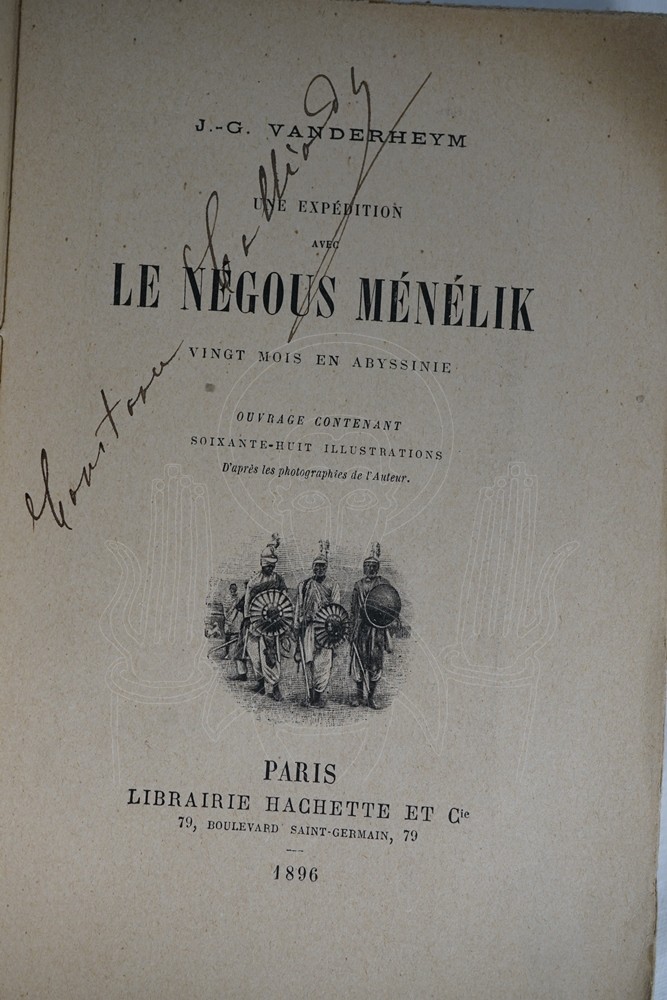 J.-G. VANDERHEYM
UNE EXPÉDITION
AVEC
LE NÉGOUS MÉNÉLIK
VINGT MOIS EN ABYSSINIE
OUVRAGE CONTENANT
SOIXANTE-HUIT ILLUSTRATIONS
D'après les photographies de l'Auteur.
PARIS
LIBRAIRIE HACHETTE ET Cie
79, BOULEVARD SAINT-GERMAIN, 79
1896